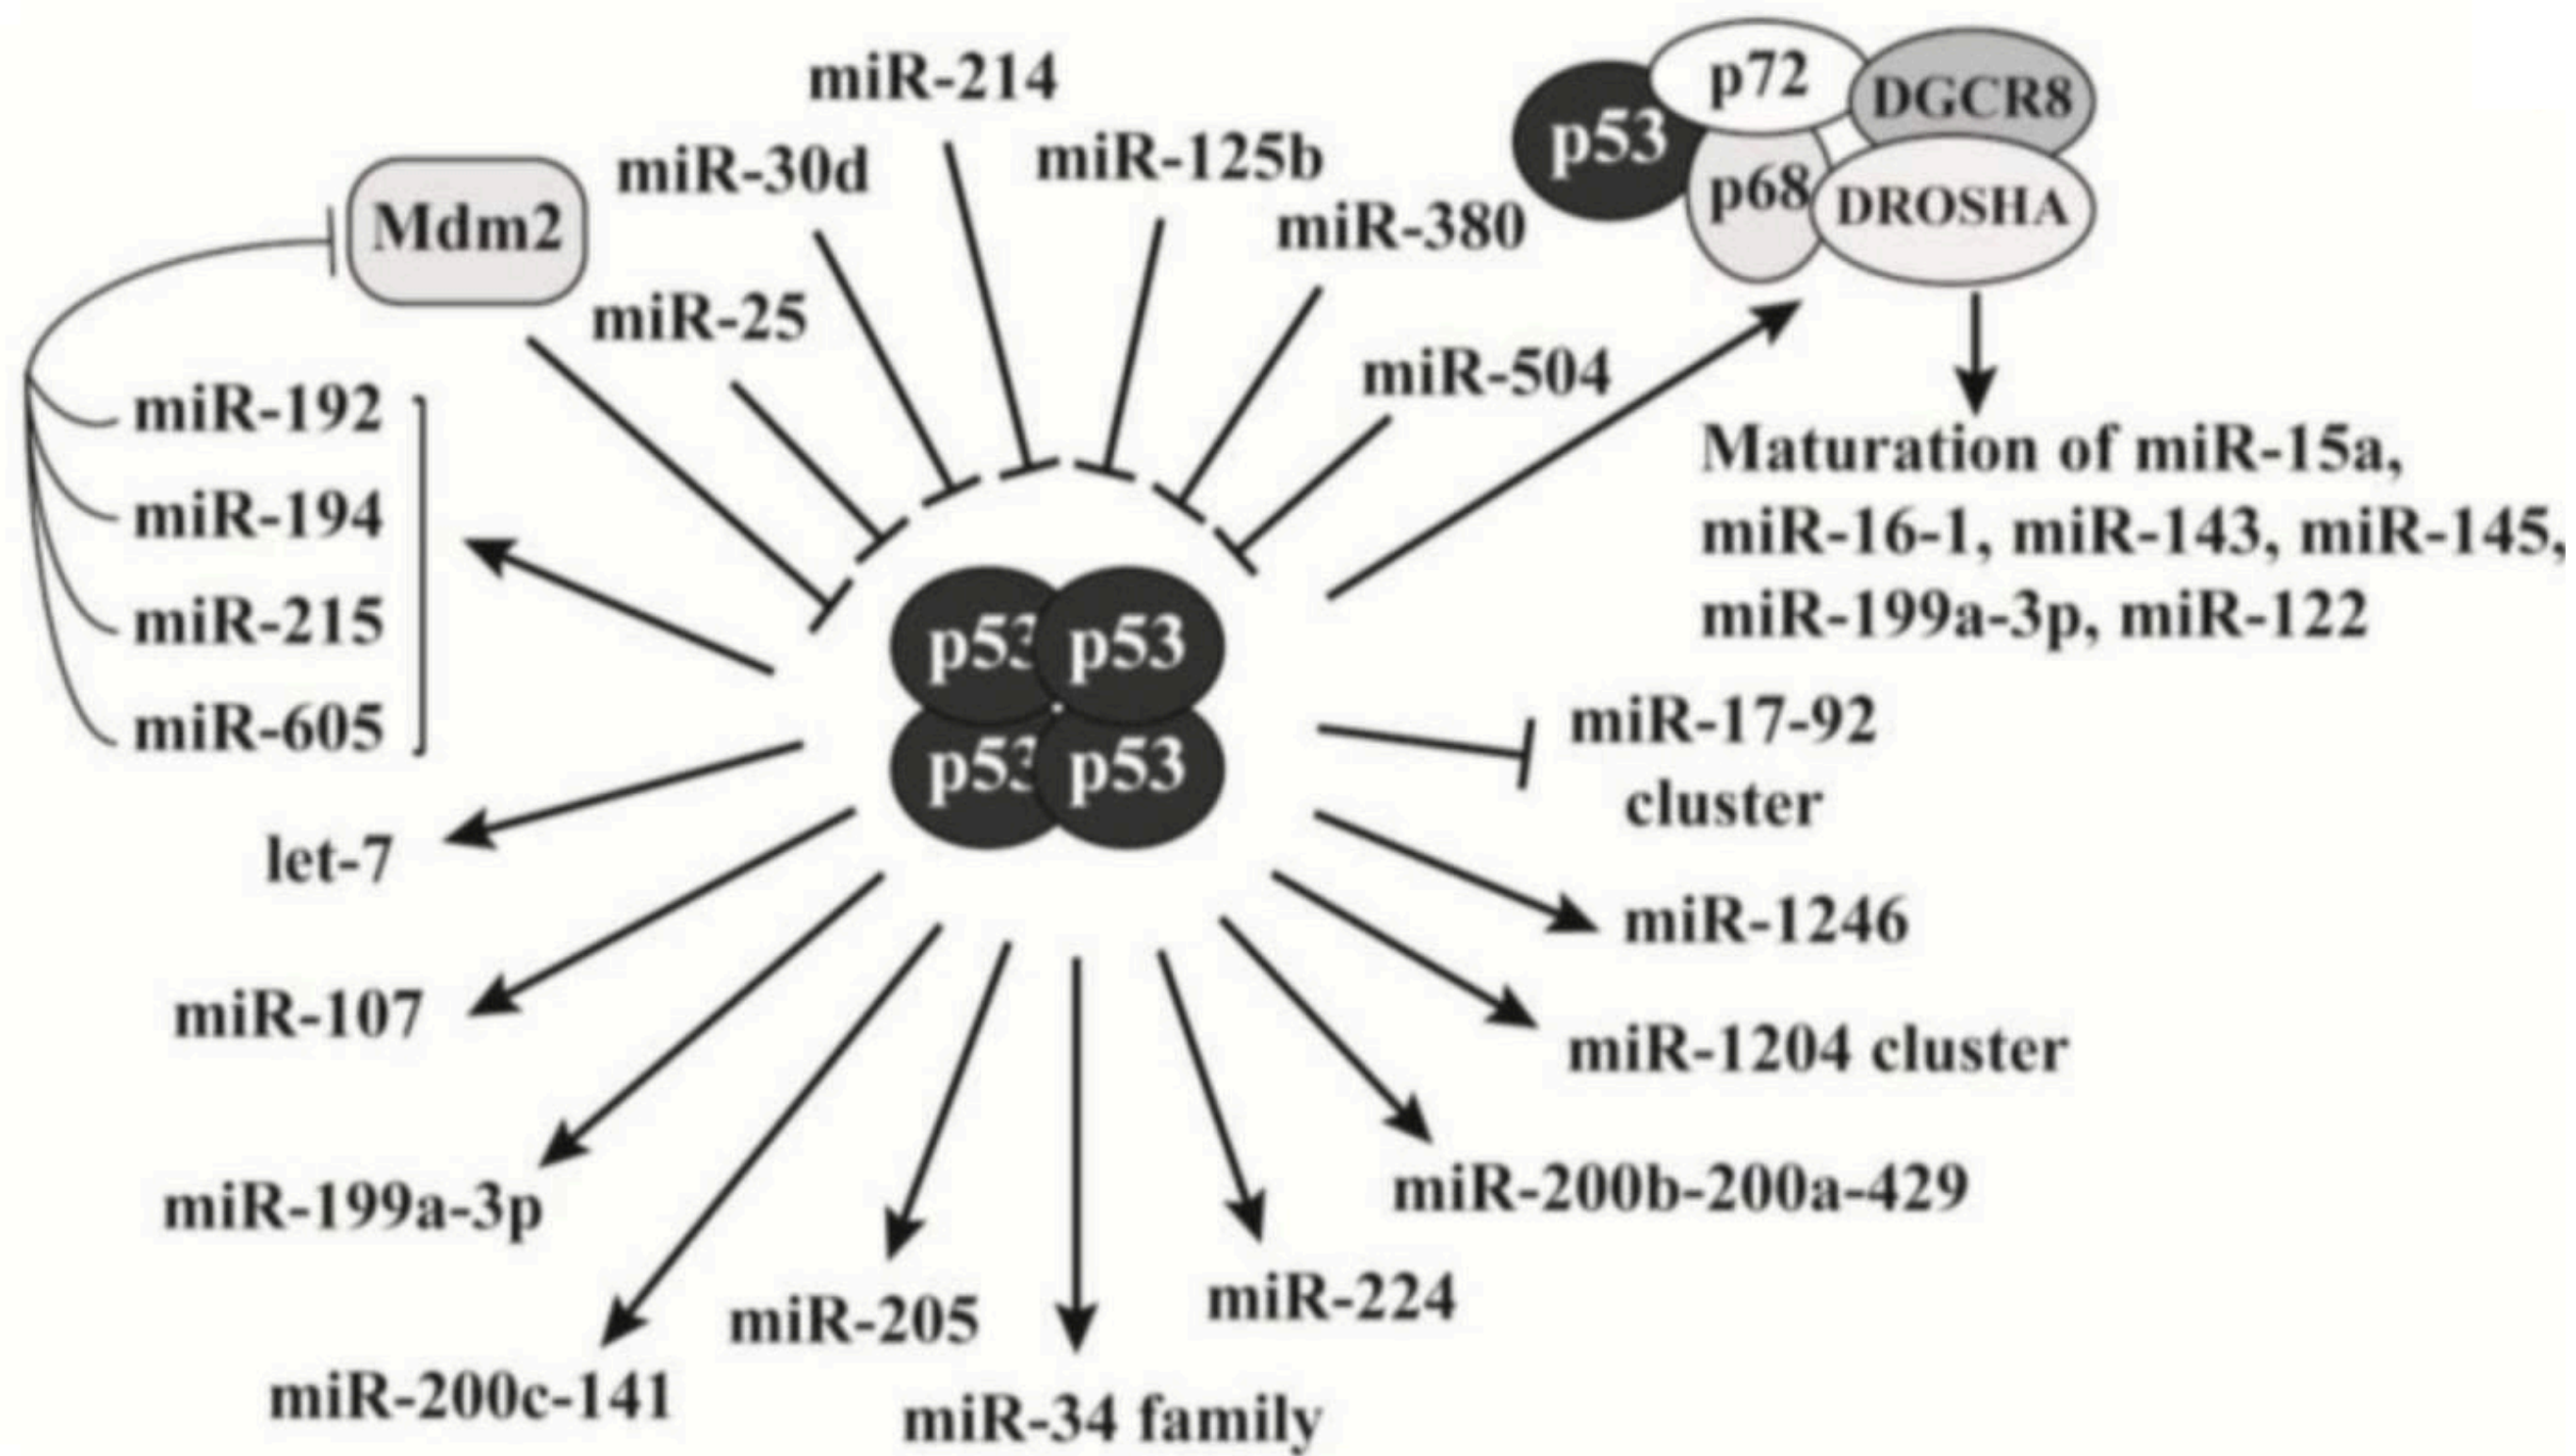 miR-214
p72
DGCR8
p53
miR-30d
miR-125b
p68
DROSHA
Mdm2
miR-380
miR-25
miR-504
miR-192
miR-194
miR-215
miR-605
Maturation of miR-15a,
miR-16-1, miR-143, miR-145,
miR-199a-3p, miR-122
p53 p53
p53 p53
miR-17-92
cluster
let-7
miR-1246
miR-107
miR-1204 cluster
miR-199a-3p
miR-200b-200a-429
miR-205
miR-224
miR-200c-141
miR-34 family